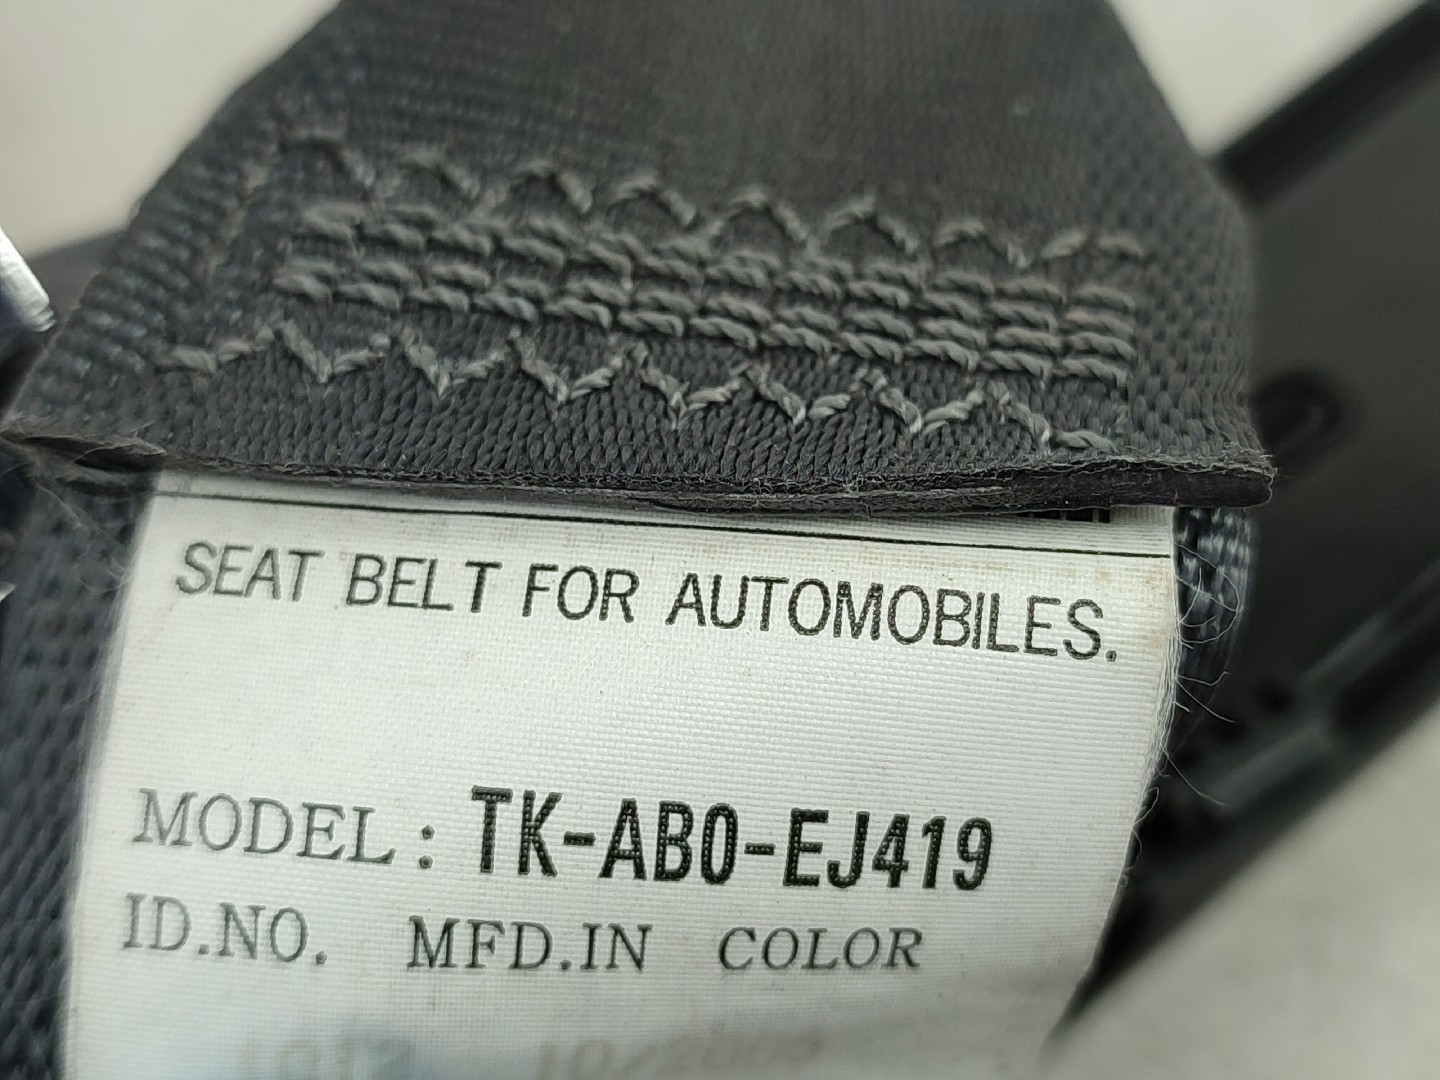 SEAT BELT FOR AUTOMOBILES.
MODEL : TK-AB0-EJ419
ID.NO. MFD.IN COLOR